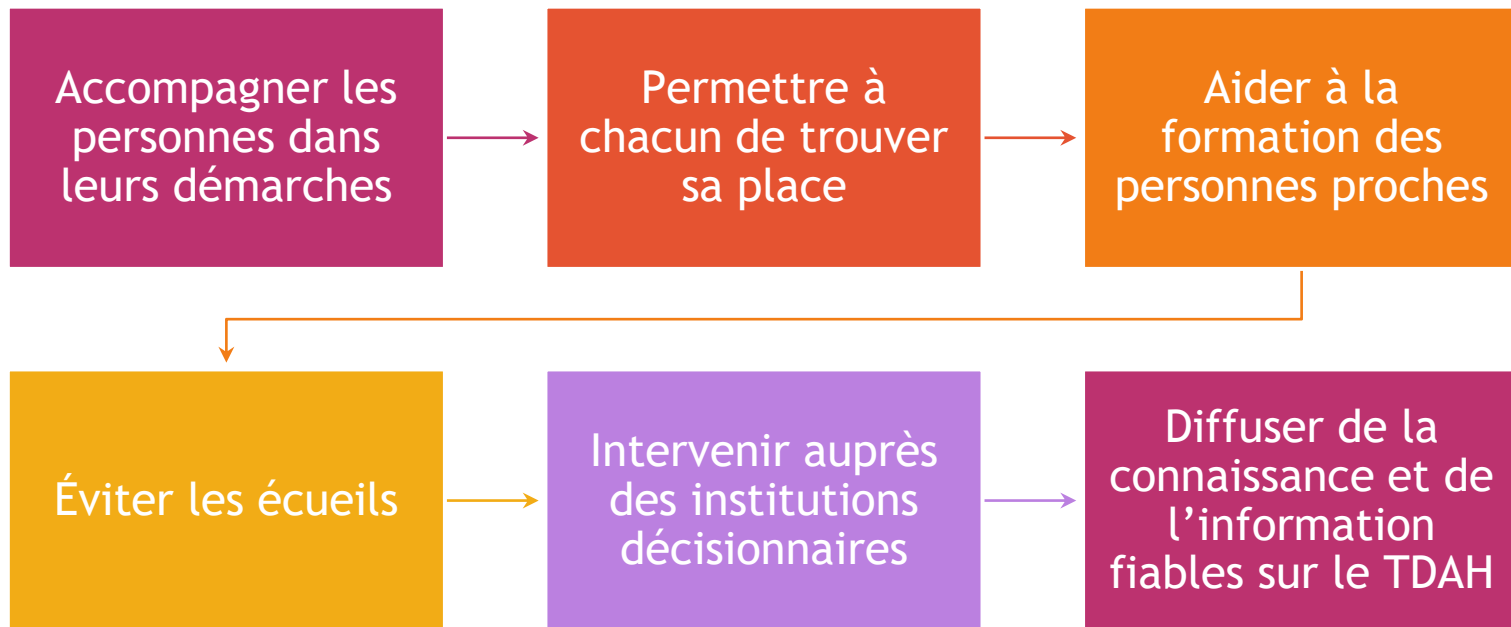 Accompagner les
personnes dans
leurs démarches
Permettre à
chacun de trouver
sa place
Aider à la
formation des
personnes proches
Éviter les écueils
Intervenir auprès
des institutions
décisionnaires
Diffuser de la
connaissance et de
l’information
fiables sur le TDAH